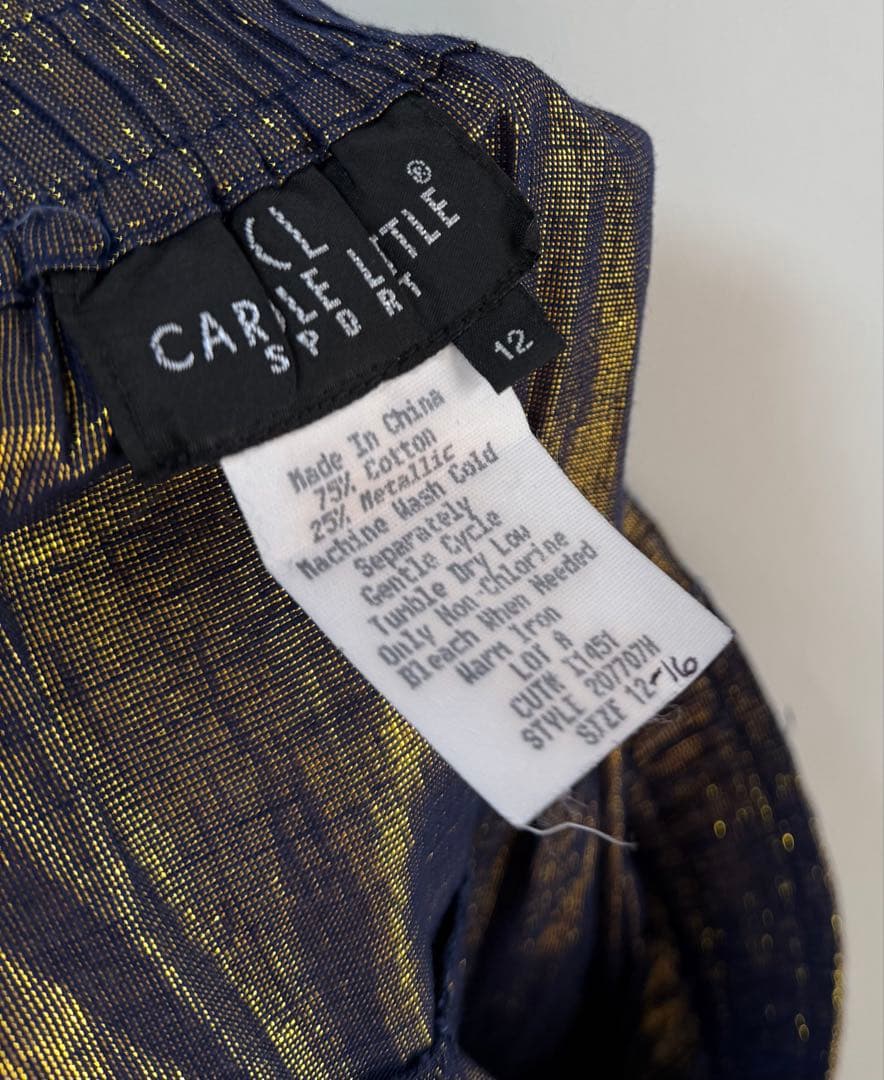 CL
CAROLE LITTLE®
SPORT
12
Made In China
75% Cotton
25% Metallic
Machine Wash Cold
Separately
Gentle Cycle
Tumble Dry Low
Only Non-Chlorine
Bleach When Needed
Warm Iron
LOT A
CUT# I1451
STYLE 207707H
SIZE 12-16